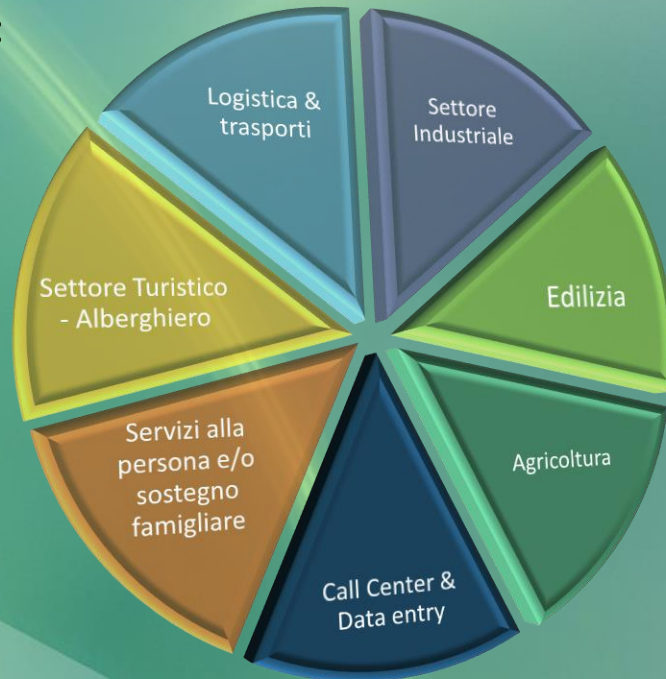 Logistica &
trasporti
Settore
Industriale
Edilizia
Agricoltura
Call Center &
Data entry
Servizi alla
persona e/o
sostegno
famigliare
Settore Turistico
- Alberghiero